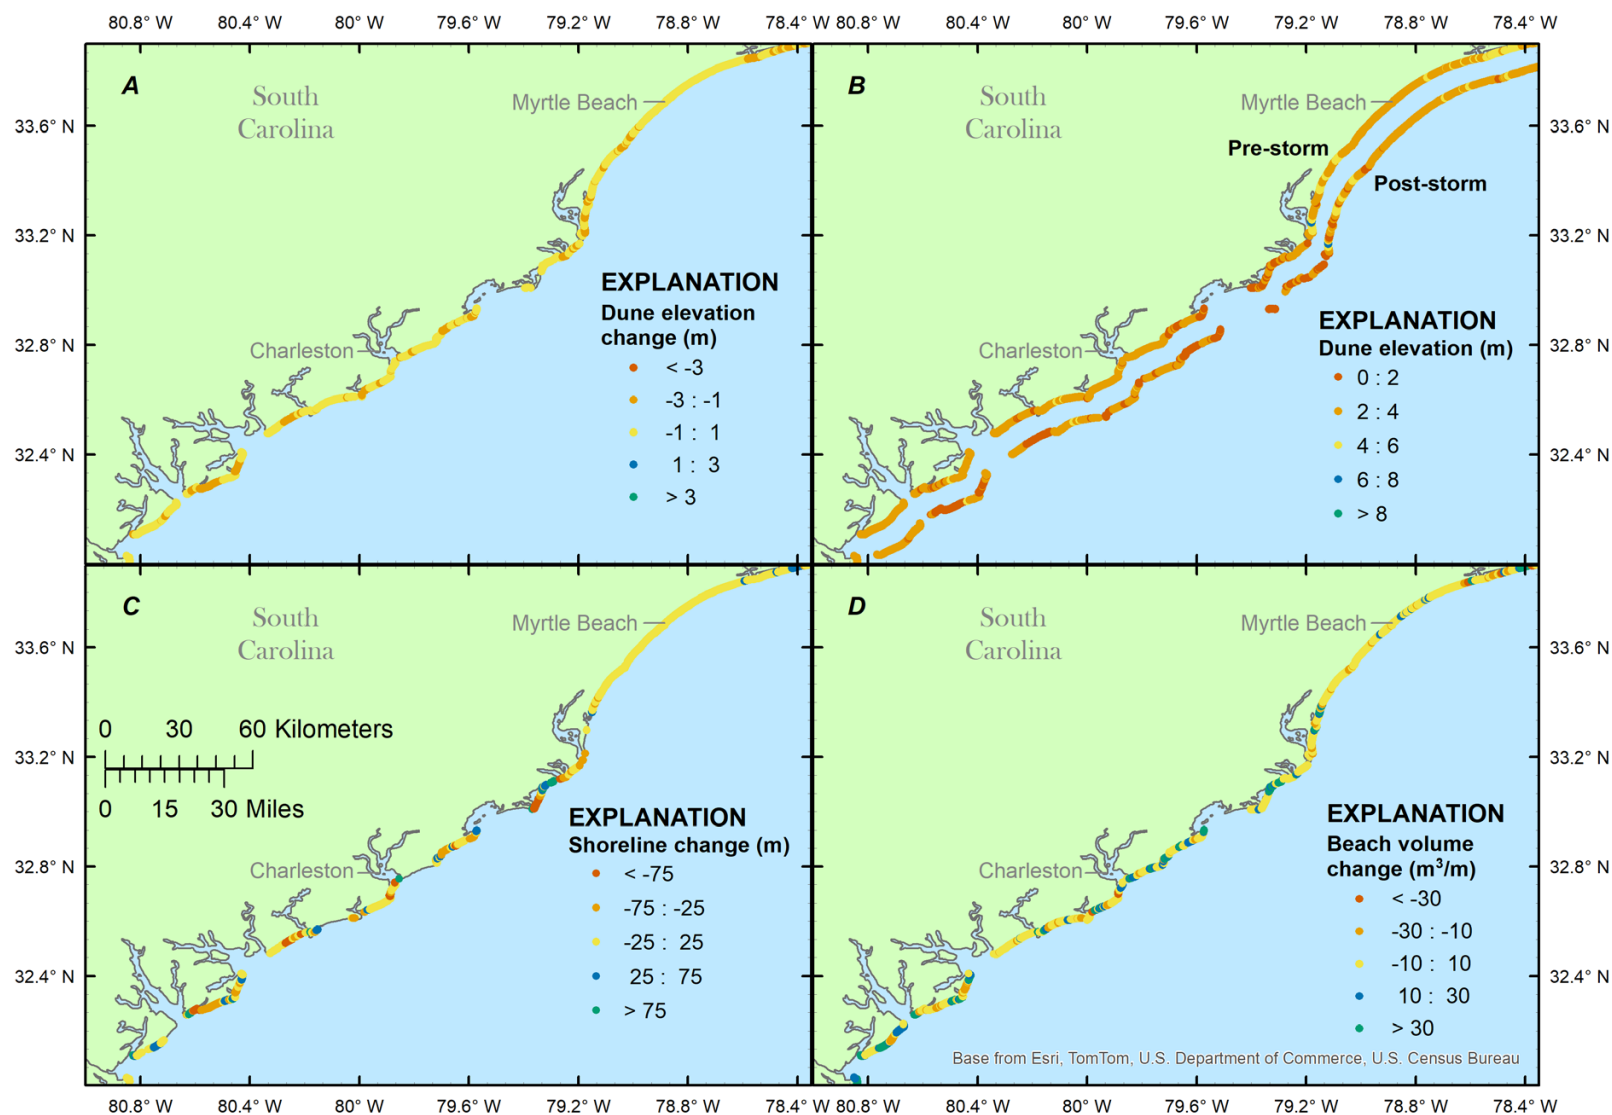 80.8° W 80.4° W 80° W 79.6° W 79.2° W 78.8° W 78.4° W 80.8° W 80.4° W 80° W 79.6° W 79.2° W 78.8° W 78.4° W
A
South
Carolina
Myrtle Beach
33.6° N
33.2° N
32.8° N
32.4° N
Charleston
EXPLANATION
Dune elevation
change (m)
< -3
-3 : -1
-1 : 1
1 : 3
> 3
B
South
Carolina
Myrtle Beach
Pre-storm
Post-storm
33.6° N
33.2° N
32.8° N
32.4° N
Charleston
EXPLANATION
Dune elevation (m)
0 : 2
2 : 4
4 : 6
6 : 8
> 8
C
South
Carolina
Myrtle Beach
33.6° N
33.2° N
32.8° N
32.4° N
0 30 60 Kilometers
0 15 30 Miles
Charleston
EXPLANATION
Shoreline change (m)
< -75
-75 : -25
-25 : 25
25 : 75
> 75
D
South
Carolina
Myrtle Beach
33.6° N
33.2° N
32.8° N
32.4° N
Charleston
EXPLANATION
Beach volume
change (m³/m)
< -30
-30 : -10
-10 : 10
10 : 30
> 30
Base from Esri, TomTom, U.S. Department of Commerce, U.S. Census Bureau
80.8° W 80.4° W 80° W 79.6° W 79.2° W 78.8° W 78.4° W 80.8° W 80.4° W 80° W 79.6° W 79.2° W 78.8° W 78.4° W